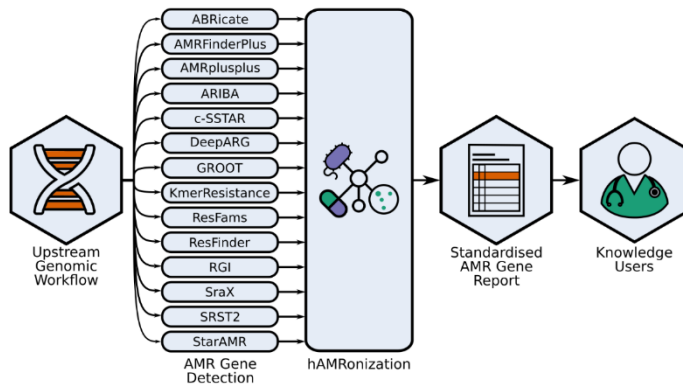 ABRicate
AMRFinderPlus
AMRplusplus
ARIBA
c-SSTAR
DeepARG
GROOT
KmerResistance
ResFams
ResFinder
RGI
SraX
SRST2
StarAMR
Upstream
Genomic
Workflow
AMR Gene
Detection
hAMRonization
Standardised
AMR Gene
Report
Knowledge
Users